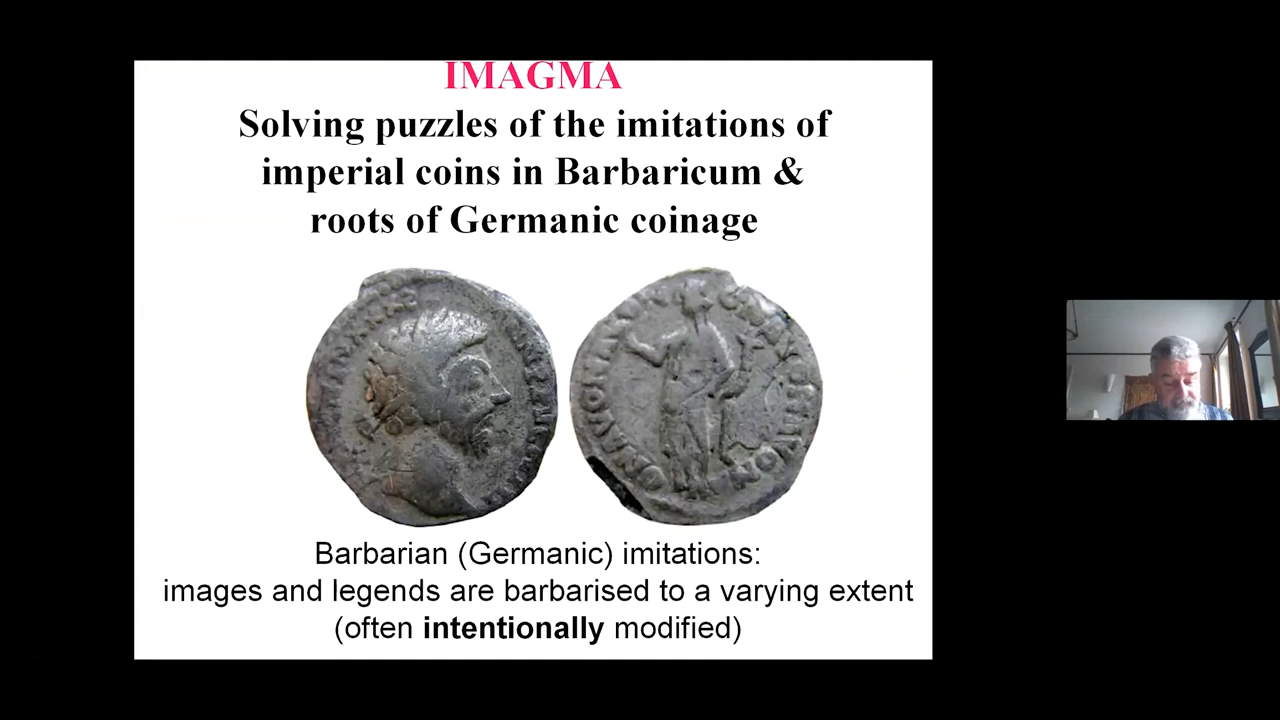 IMAGMA
Solving puzzles of the imitations of
imperial coins in Barbaricum &
roots of Germanic coinage
Barbarian (Germanic) imitations:
images and legends are barbarised to a varying extent
(often intentionally modified)